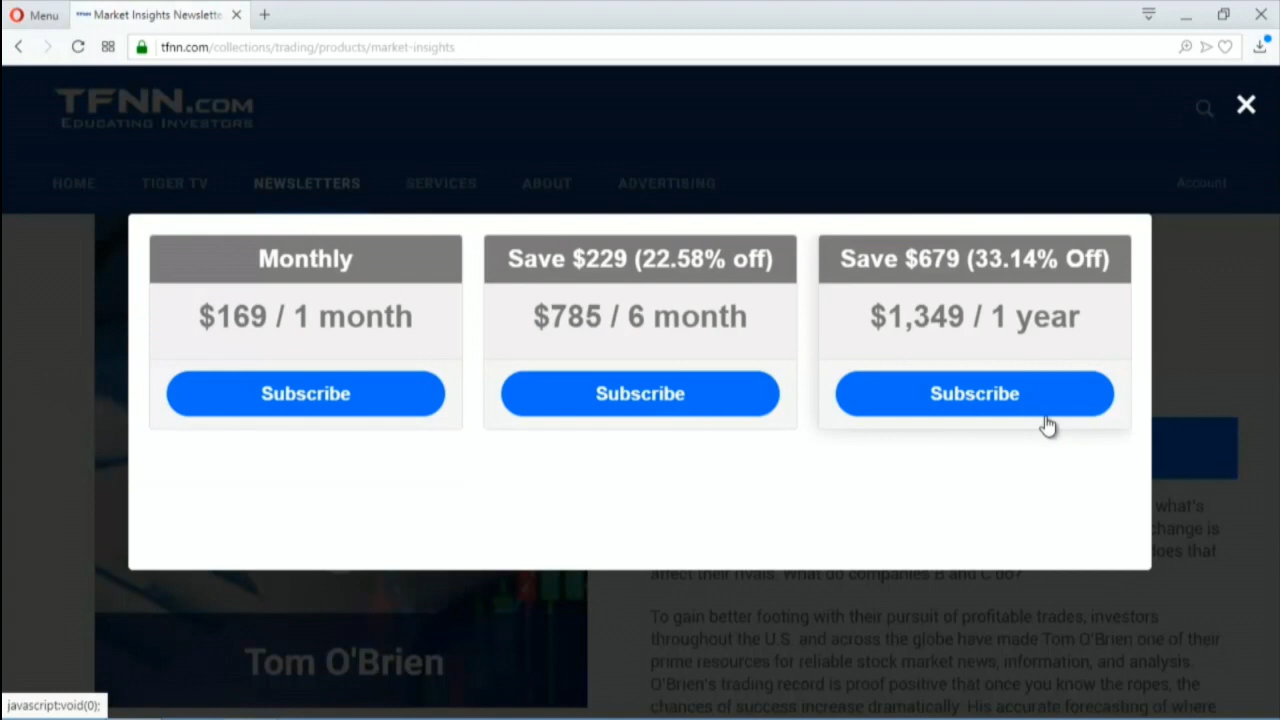 Menu
TFNN Market Insights Newslette
tfnn.com/collections/trading/products/market-insights
TFNN.COM
EDUCATING INVESTORS
HOME TIGER TV NEWSLETTERS SERVICES ABOUT ADVERTISING Account
Monthly
$169 / 1 month
Subscribe
Save $229 (22.58% off)
$785 / 6 month
Subscribe
Save $679 (33.14% Off)
$1,349 / 1 year
Subscribe
what's
change is
does that
affect their rivals. What do companies B and C do?
To gain better footing with their pursuit of profitable trades, investors
throughout the U.S. and across the globe have made Tom O'Brien one of their
prime resources for reliable stock market news, information, and analysis.
O'Brien's trading record is proof positive that once you know the ropes, the
chances of success increase dramatically. His accurate forecasting of where
Tom O'Brien
javascript:void(0);